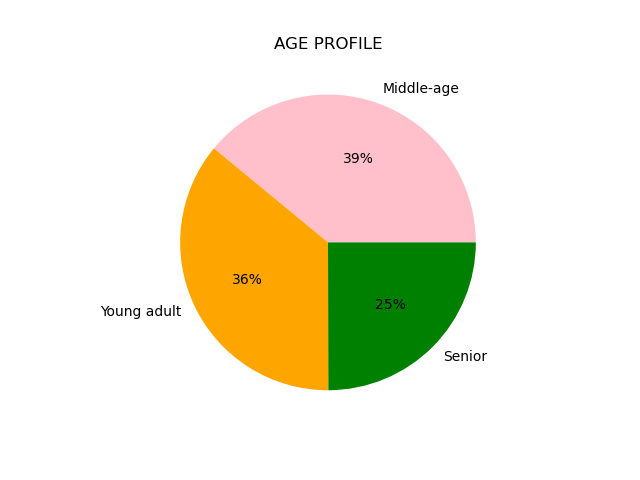 AGE PROFILE
Middle-age
39%
36%
25%
Young adult
Senior